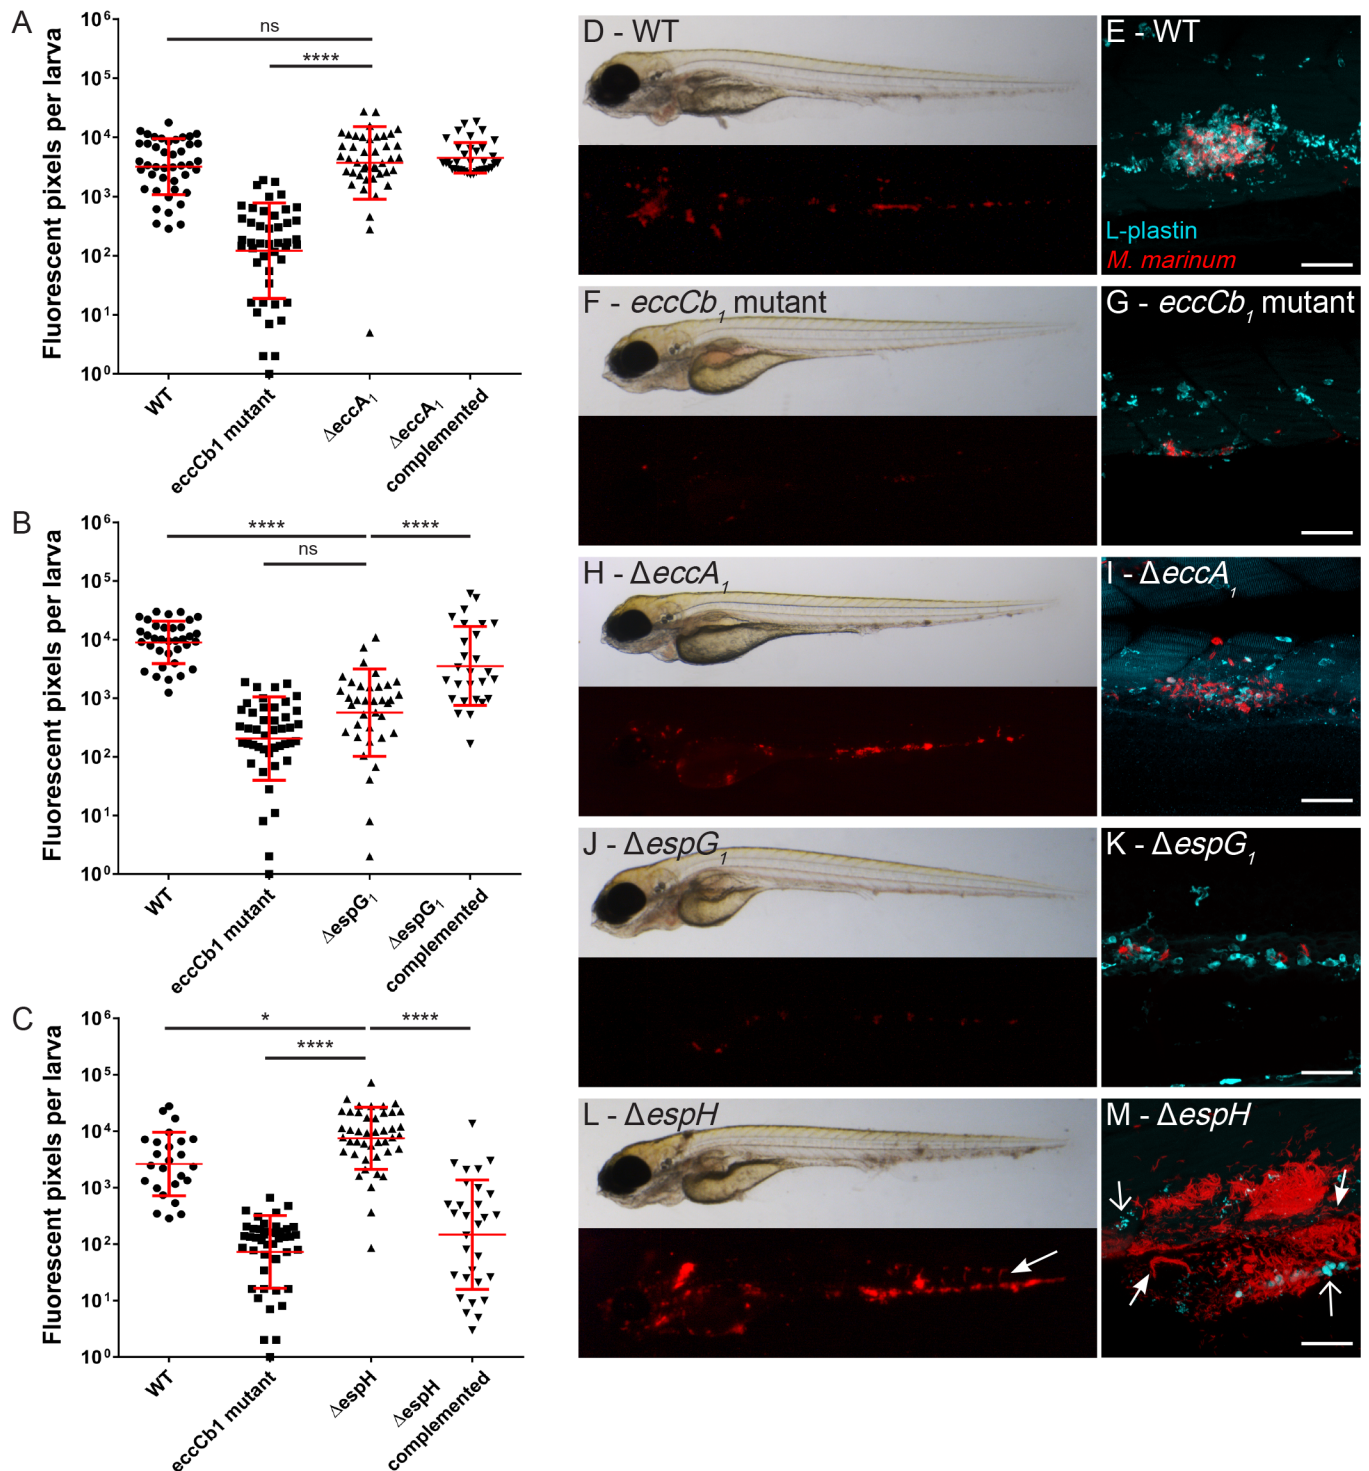 A
Fluorescent pixels per larva
10⁶
10⁵
10⁴
10³
10²
10¹
10⁰
ns
****
WT
eccCb1 mutant
ΔeccA₁
ΔeccA₁
complemented
B
Fluorescent pixels per larva
10⁶
10⁵
10⁴
10³
10²
10¹
10⁰
****
****
ns
WT
eccCb1 mutant
ΔespG₁
ΔespG₁
complemented
C
Fluorescent pixels per larva
10⁶
10⁵
10⁴
10³
10²
10¹
10⁰
*
****
****
WT
eccCb1 mutant
ΔespH
ΔespH
complemented
D - WT
E - WT
L-plastin
M. marinum
F - eccCb₁ mutant
G - eccCb₁ mutant
H - ΔeccA₁
I - ΔeccA₁
J - ΔespG₁
K - ΔespG₁
L - ΔespH
M - ΔespH